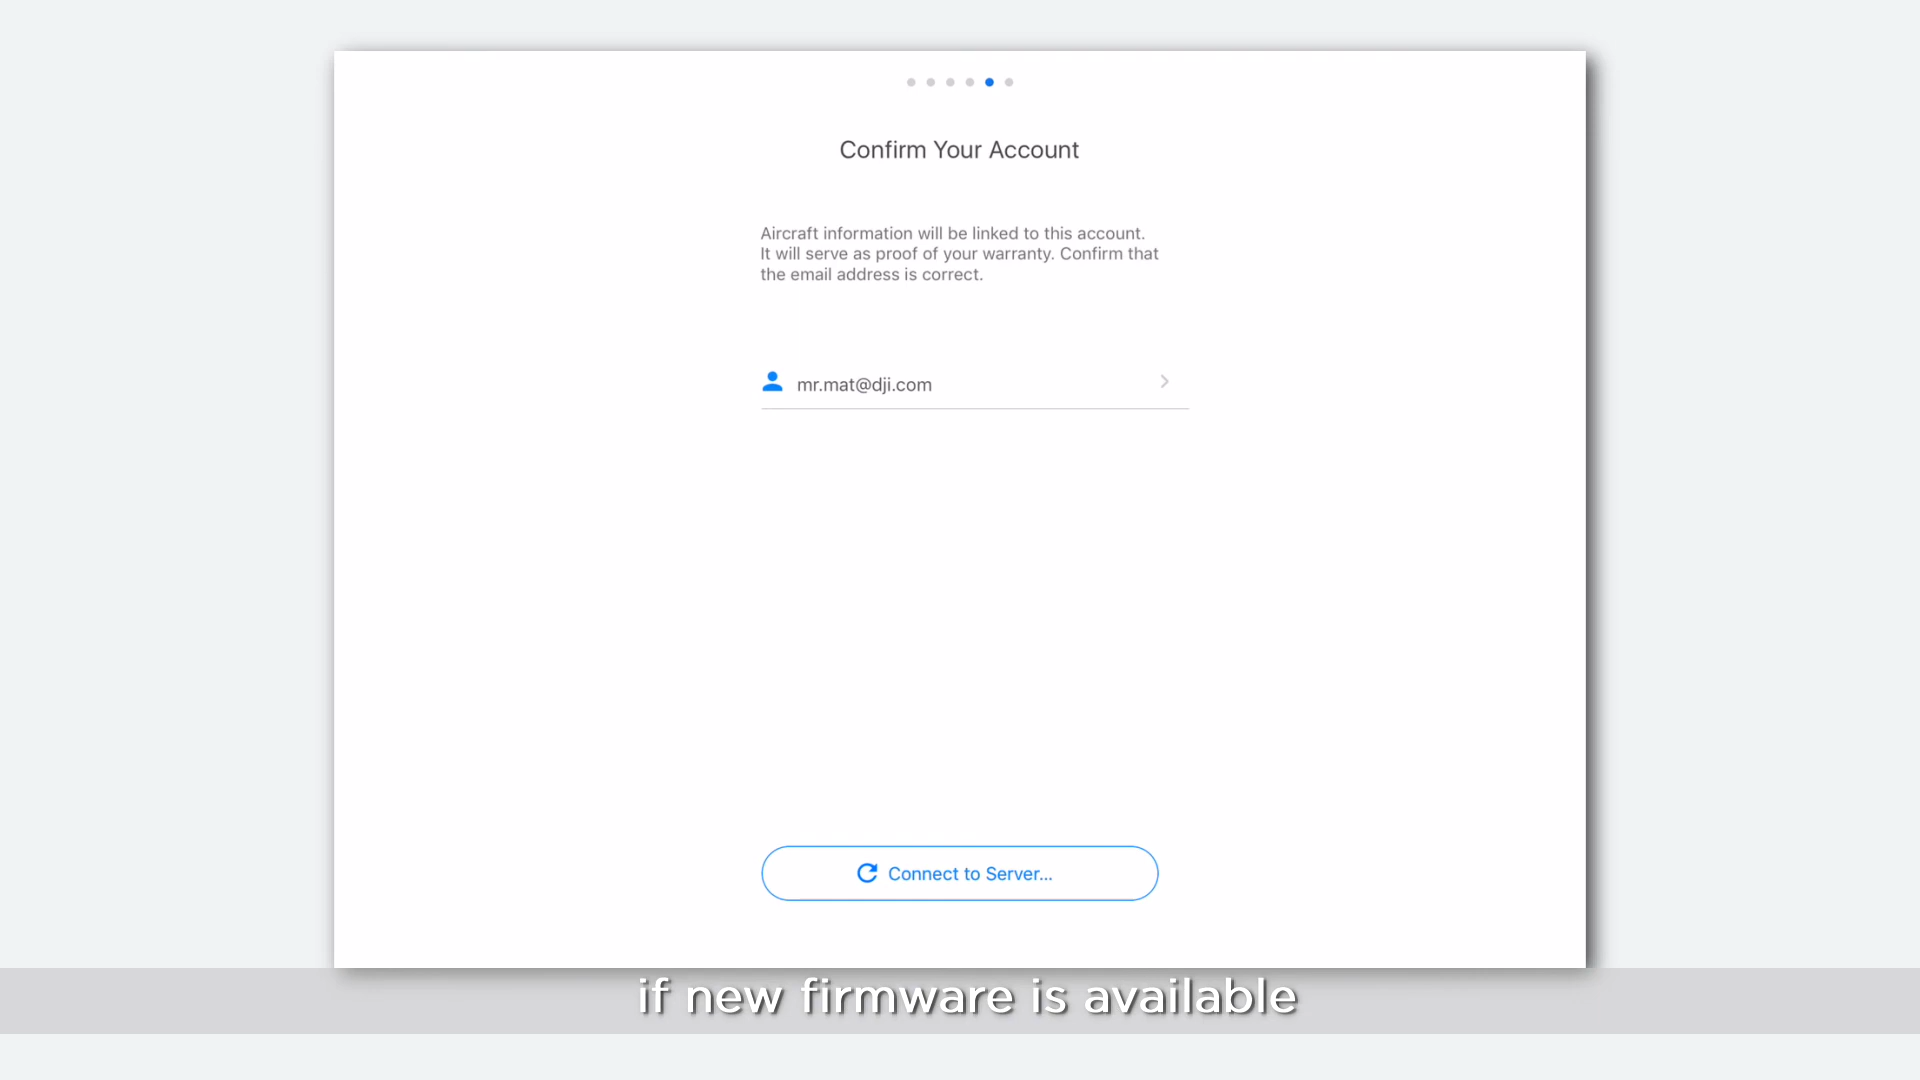 Confirm Your Account
Aircraft information will be linked to this account.
It will serve as proof of your warranty. Confirm that
the email address is correct.
mr.mat@dji.com
Connect to Server...
if new firmware is available